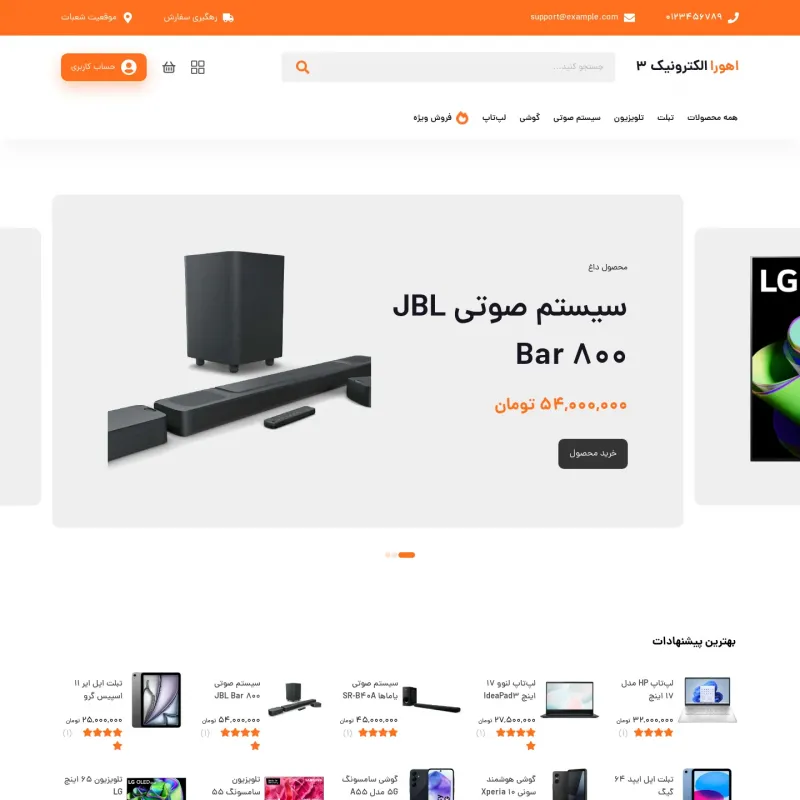 ۰۱۲۳۴۵۶۷۸۹
support@example.com
رهگیری سفارش
موقعیت شعبات
اهورا الکترونیک ۳
جستجو کنید...
حساب کاربری
همه محصولات
تبلت
تلویزیون
سیستم صوتی
گوشی
لپ‌تاپ
فروش ویژه
محصول داغ
سیستم صوتی JBL
Bar ۸۰۰
۵۴,۰۰۰,۰۰۰ تومان
خرید محصول
LG
بهترین پیشنهادات
لپ‌تاپ HP مدل
۱۷ اینچ
۳۲,۰۰۰,۰۰۰ تومان
(۱)
لپ‌تاپ لنوو ۱۷
اینچ IdeaPad۳
۲۷,۵۰۰,۰۰۰ تومان
(۱)
سیستم صوتی
یاماها SR-B۴۰A
۴۵,۰۰۰,۰۰۰ تومان
(۱)
سیستم صوتی
JBL Bar ۸۰۰
۵۴,۰۰۰,۰۰۰ تومان
(۱)
تبلت اپل ایر ۱۱
اسپیس گرو
۲۵,۰۰۰,۰۰۰ تومان
(۱)
تبلت اپل ایپد ۶۴
گیگ
گوشی هوشمند
سونی Xperia ۱۰
گوشی سامسونگ
۵G مدل A۵۵
تلویزیون
سامسونگ ۵۵
تلویزیون ۶۵ اینچ
LG
LG OLED